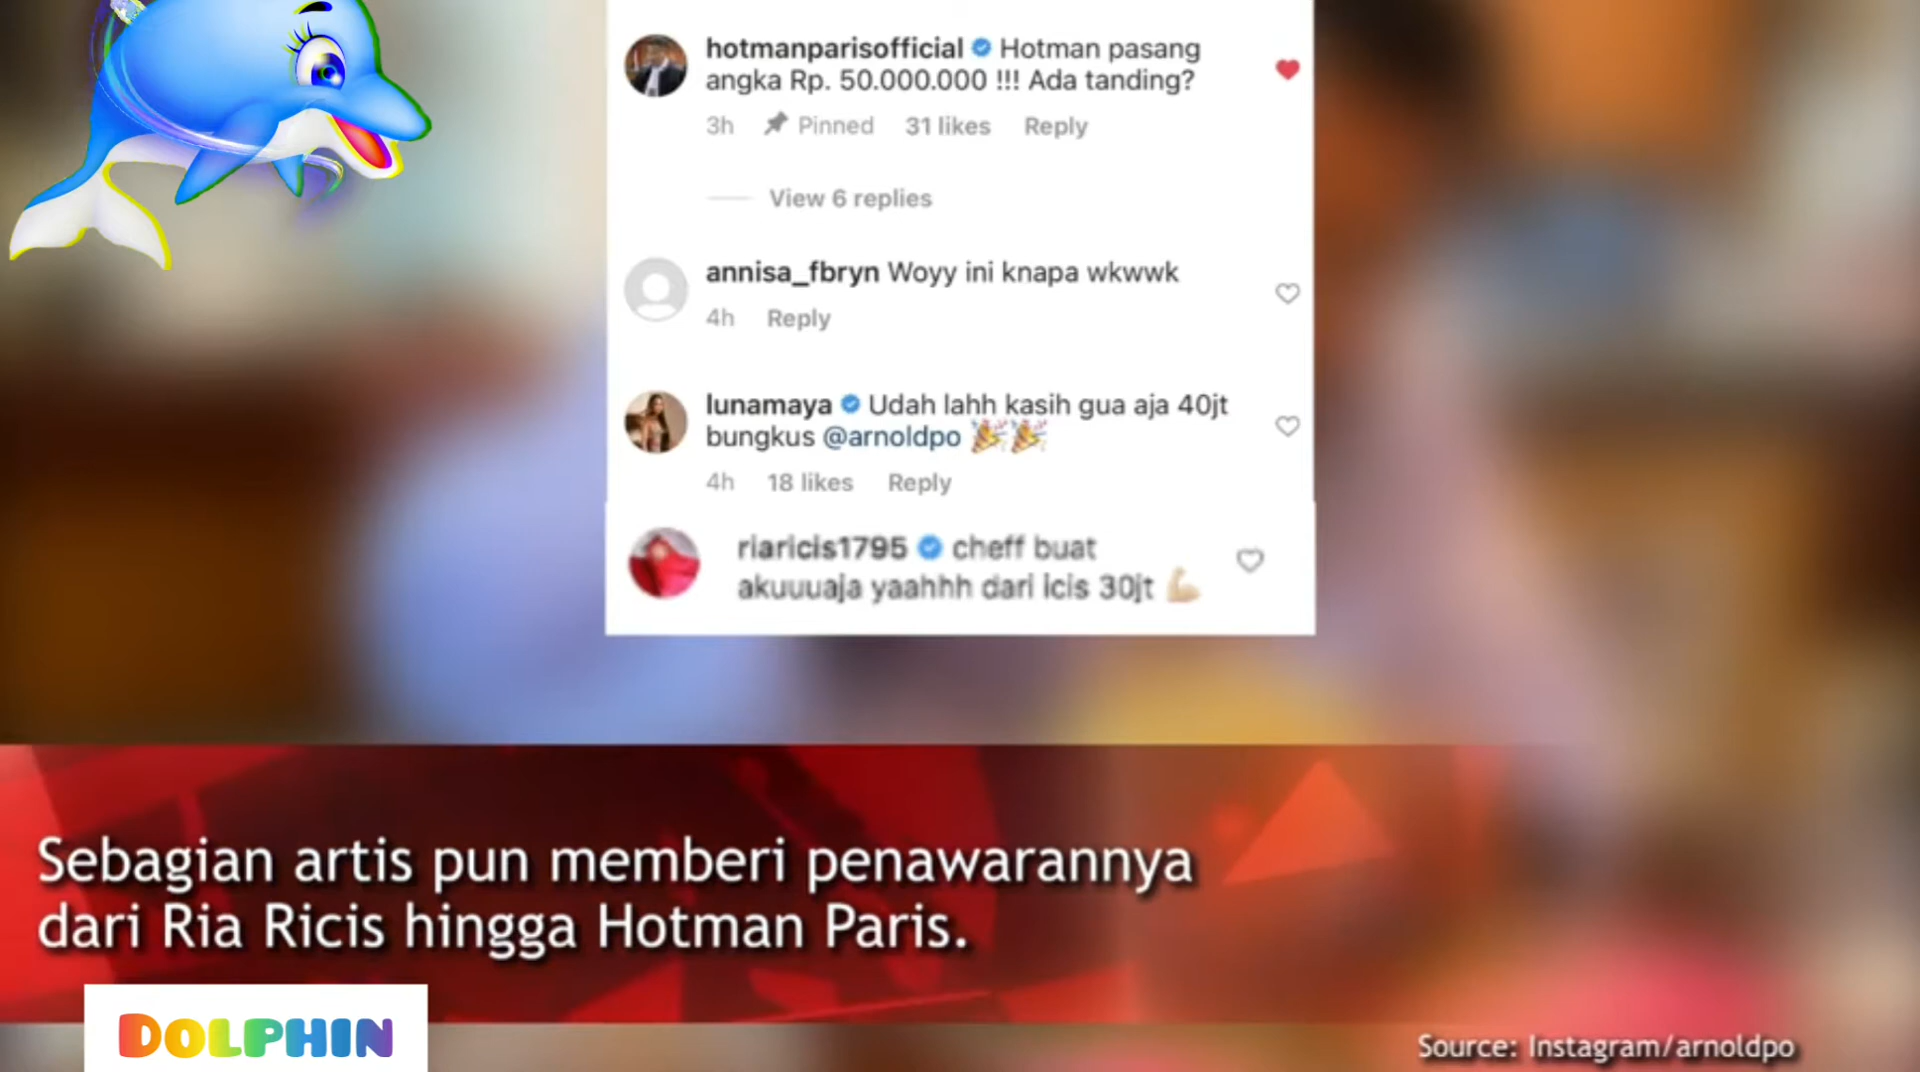 hotmanparisofficial Hotman pasang
angka Rp. 50.000.000 !!! Ada tanding?
3h Pinned 31 likes Reply
View 6 replies
annisa_fbryn Woyy ini knapa wkwwk
4h Reply
lunamaya Udah lahh kasih gua aja 40jt
bungkus @arnoldpo 🎉🎉
4h 18 likes Reply
riaricis1795 cheff buat
akuuuaja yaahhh dari icis 30jt 💪🏼
Sebagian artis pun memberi penawarannya
dari Ria Ricis hingga Hotman Paris.
DOLPHIN
Source: Instagram/arnoldpo